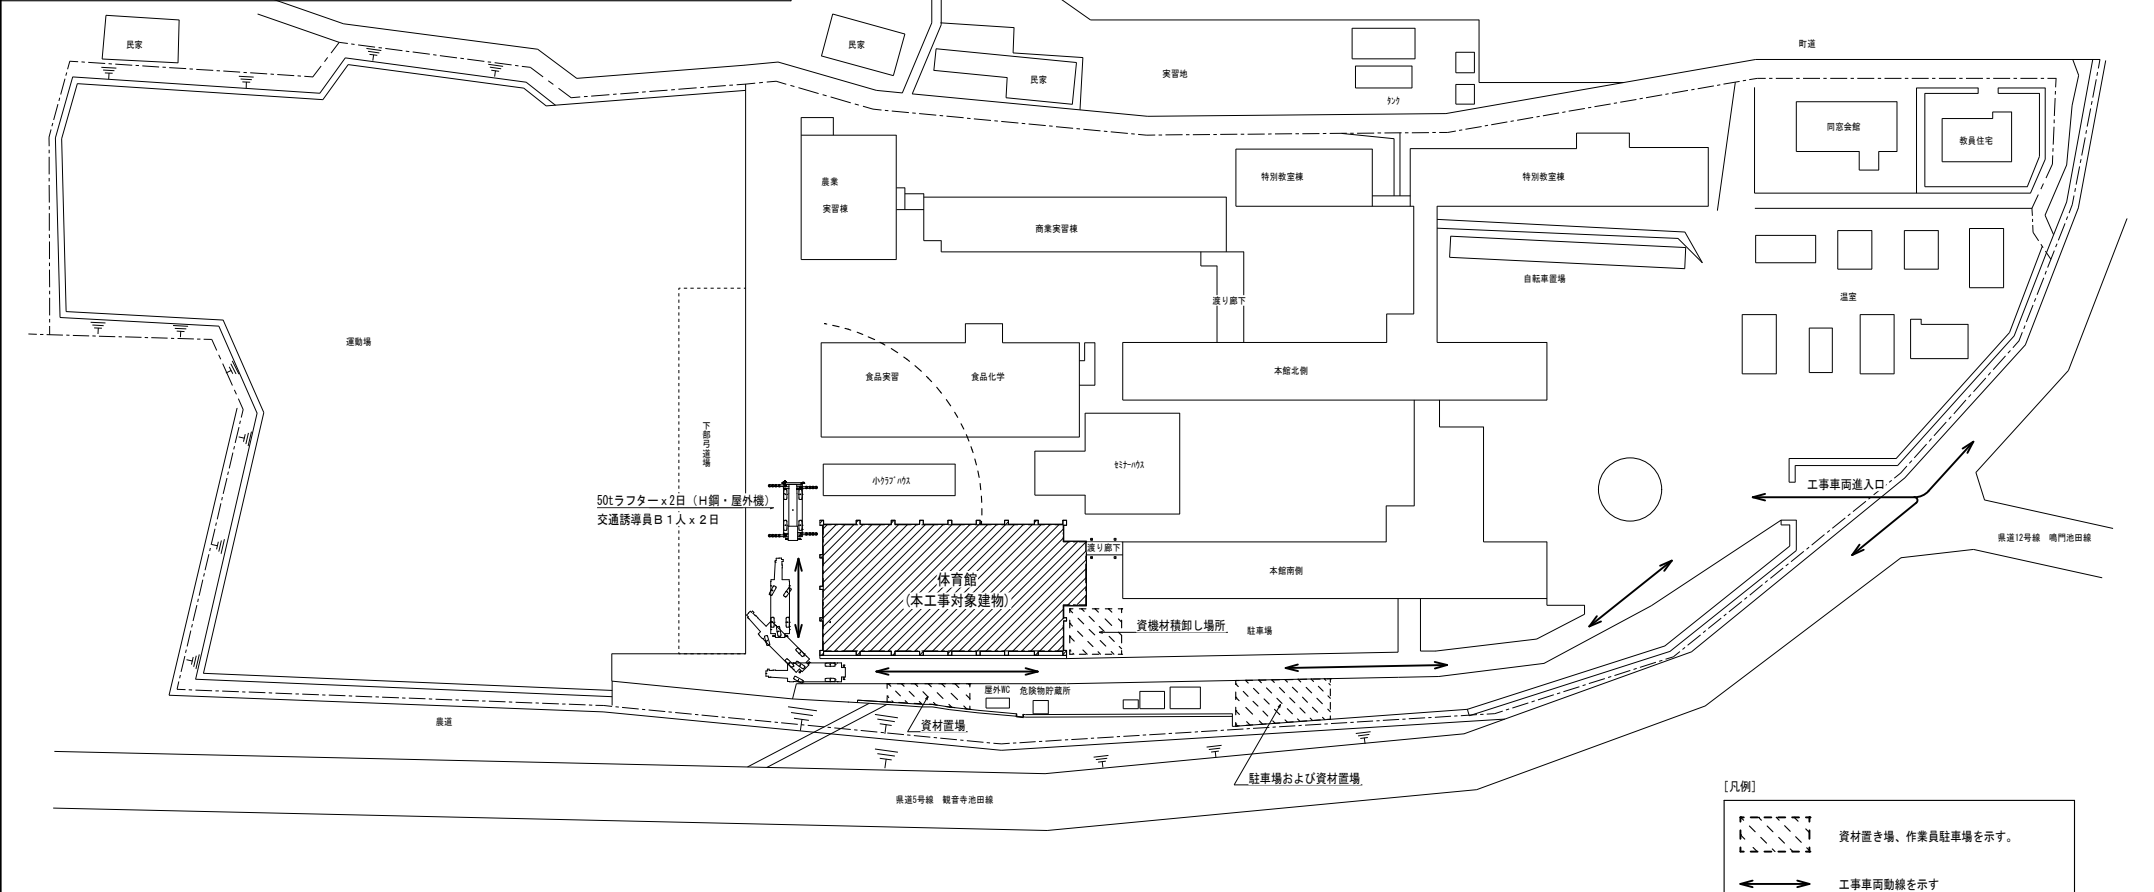 民家
民家
民家
実習地
タンク
町道
同窓会館
教員住宅
農業
実習棟
特別教室棟
特別教室棟
商業実習棟
自転車置場
渡り廊下
温室
運動場
食品実習
食品化学
本館北側
下部弓道場
セミナーハウス
小クラブハウス
50tラフターx2日（H鋼・屋外機）
交通誘導員B1人x2日
工事車両進入口
県道12号線　鳴門池田線
渡り廊下
本館南側
体育館
(本工事対象建物)
資機材積卸し場所
駐車場
屋外WC
危険物貯蔵所
農道
資材置場
駐車場および資材置場
県道5号線　観音寺池田線
[凡例]
資材置き場、作業員駐車場を示す。
工事車両動線を示す